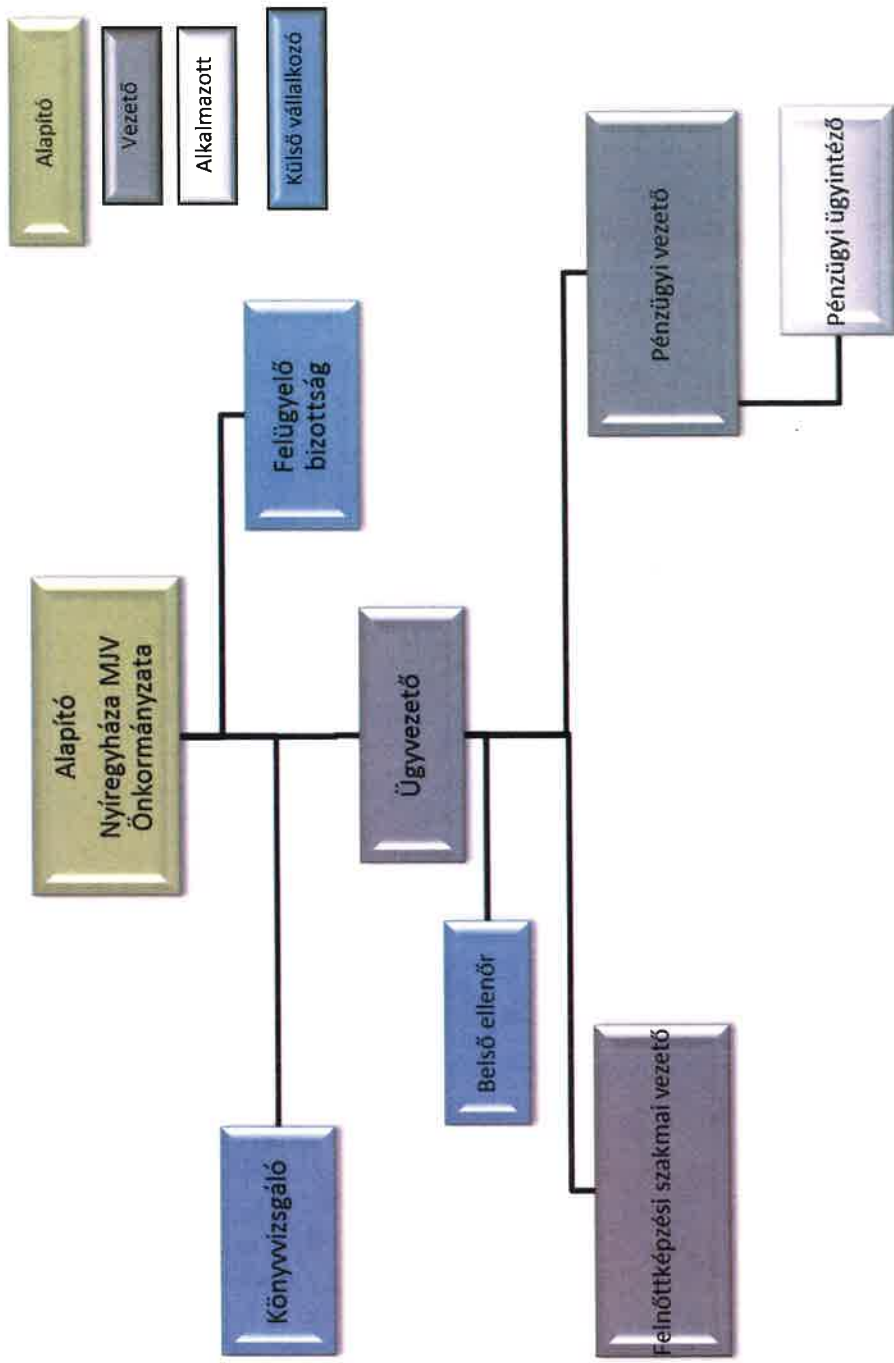 Alapító
Nyíregyháza MJV
Önkormányzata
Könyvvizsgáló
Felügyelő
bizottság
Ügyvezető
Belső ellenőr
Felnőttképzési szakmai vezető
Pénzügyi vezető
Pénzügyi ügyintéző
Alapító
Vezető
Alkalmazott
Külső vállalkozó